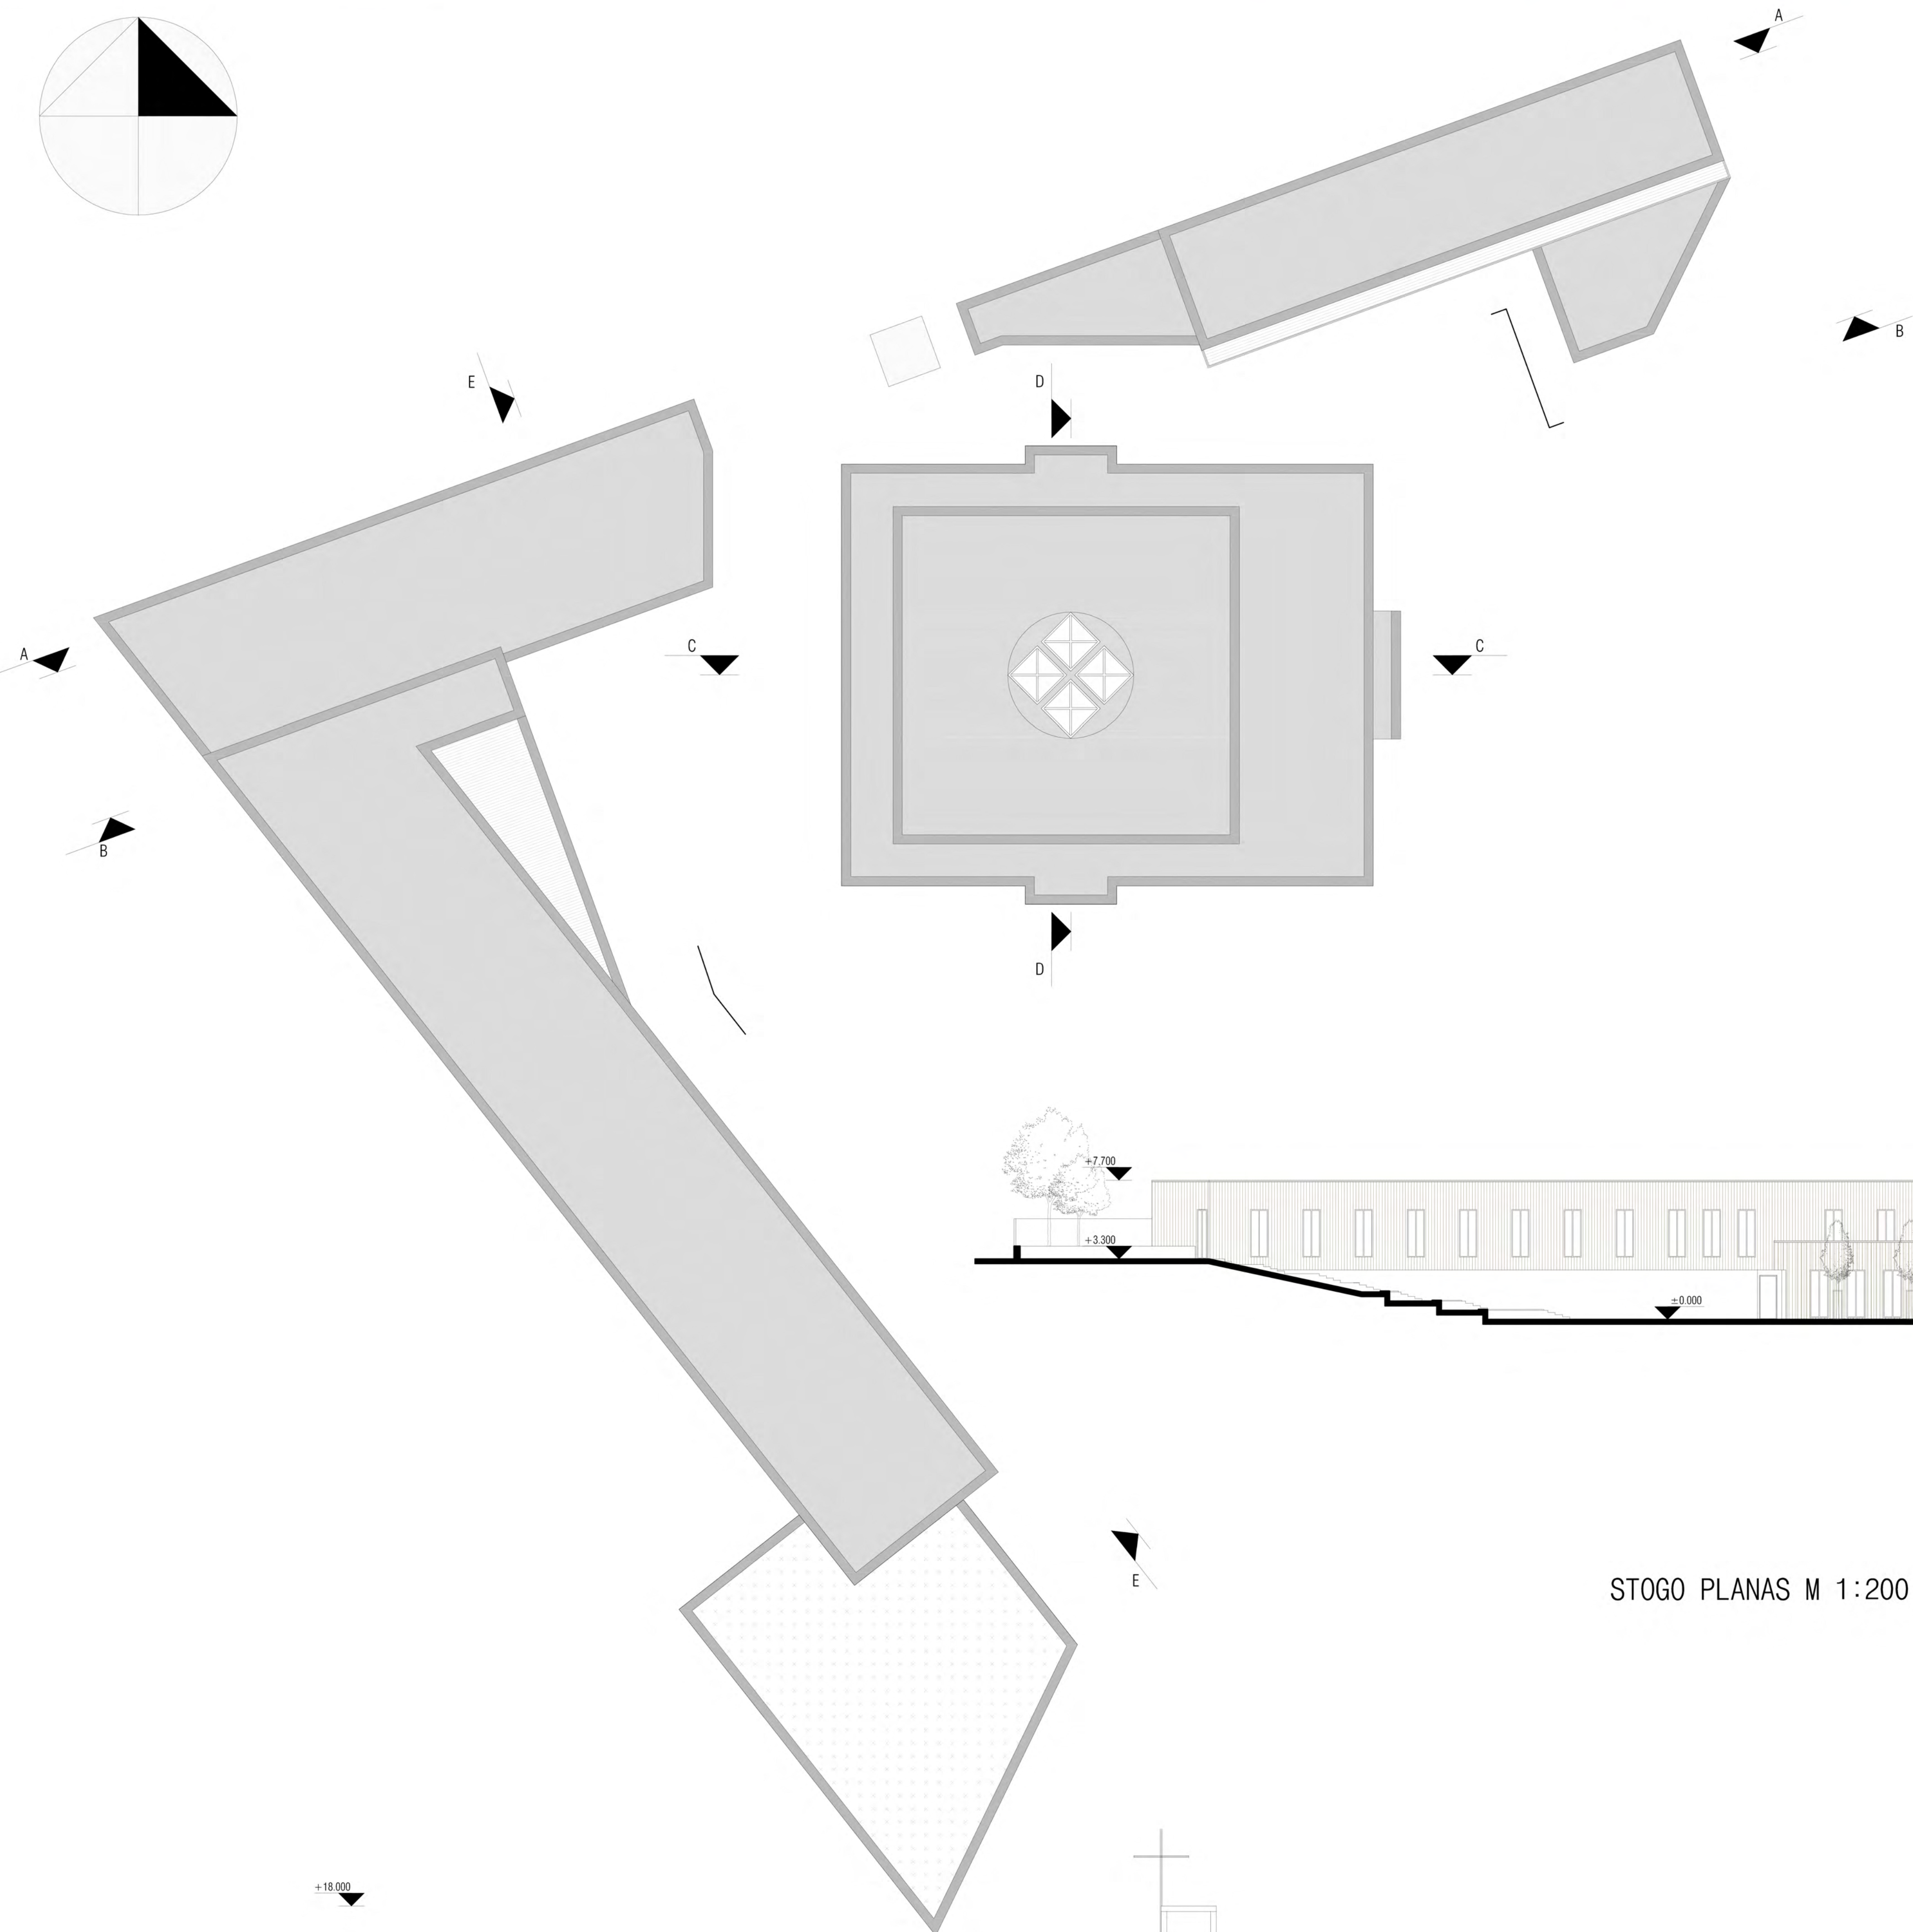 A
B
E
D
A
C
C
B
D
+7.700
+3.300
±0.000
E
STOGO PLANAS M 1:200
+18.000